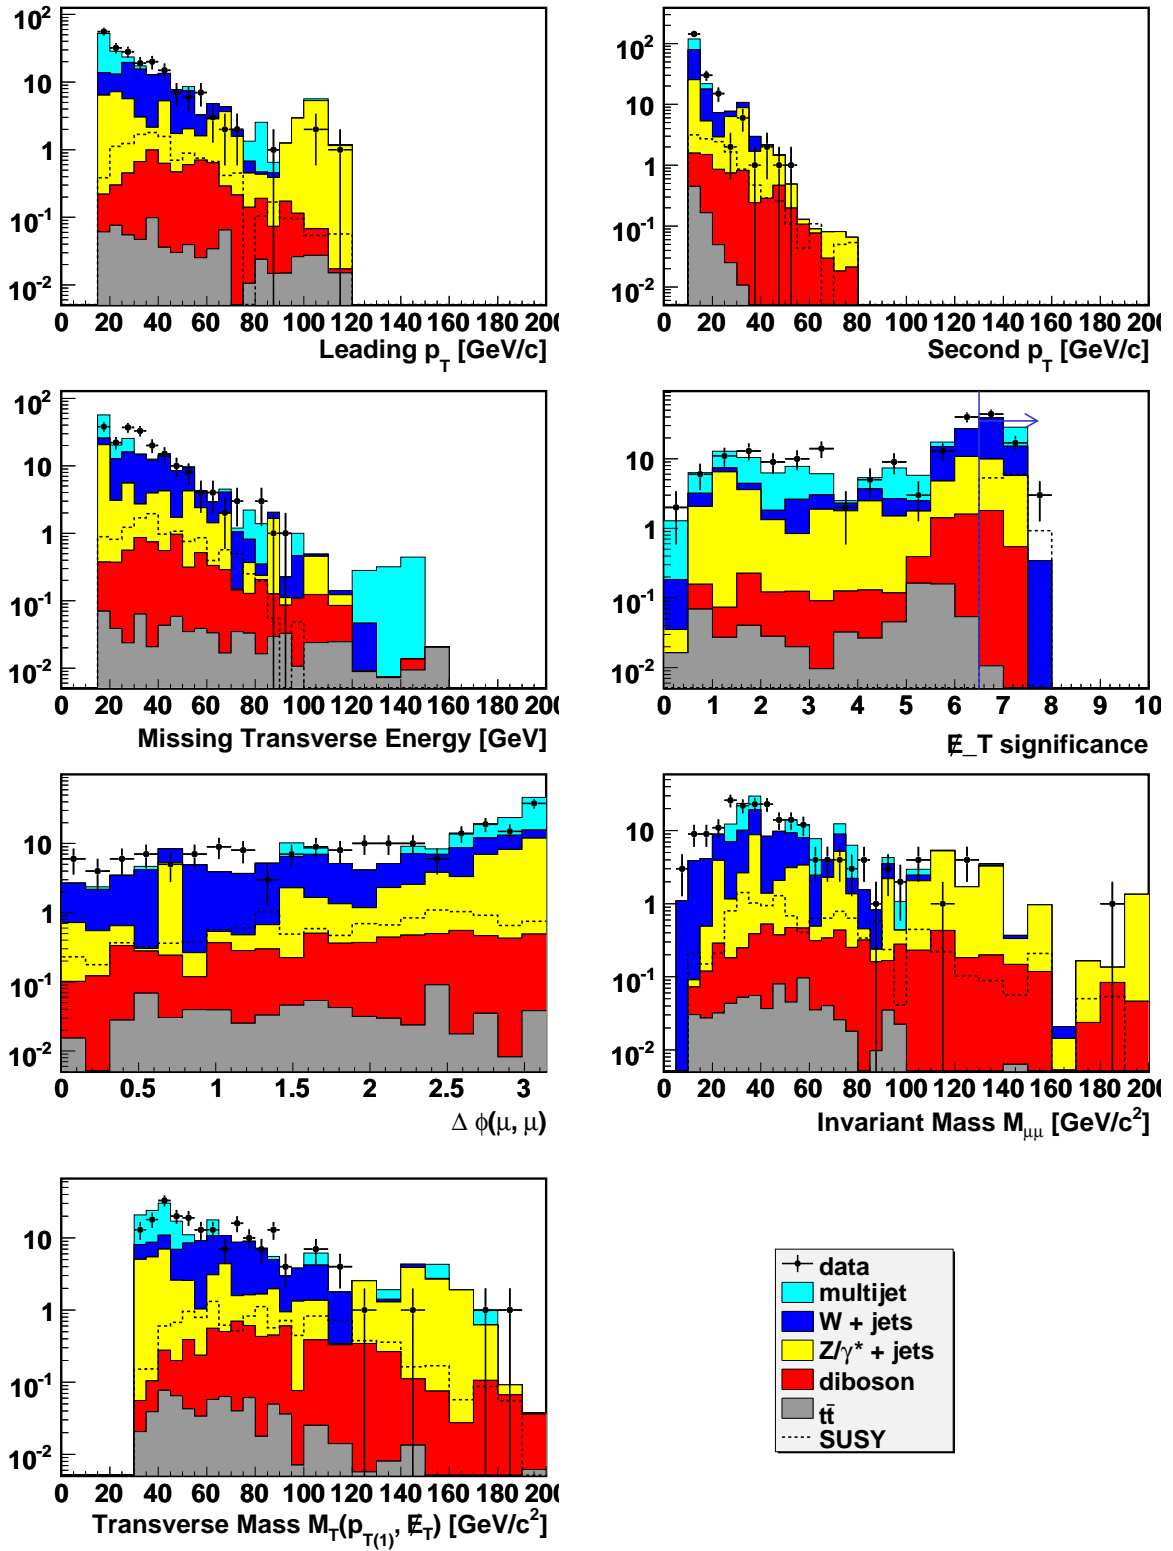 10²
10
1
10⁻¹
10⁻²
0 20 40 60 80 100 120 140 160 180 200
Leading p_T [GeV/c]
10²
10
1
10⁻¹
10⁻²
0 20 40 60 80 100 120 140 160 180 200
Second p_T [GeV/c]
10²
10
1
10⁻¹
10⁻²
0 20 40 60 80 100 120 140 160 180 200
Missing Transverse Energy [GeV]
10
1
10⁻¹
10⁻²
0 1 2 3 4 5 6 7 8 9 10
E̸_T significance
10
1
10⁻¹
10⁻²
0 0.5 1 1.5 2 2.5 3
Δ ϕ(μ, μ)
10
1
10⁻¹
10⁻²
0 20 40 60 80 100 120 140 160 180 200
Invariant Mass M_μμ [GeV/c²]
10
1
10⁻¹
10⁻²
0 20 40 60 80 100 120 140 160 180 200
Transverse Mass M_T(p_T(1), E̸_T) [GeV/c²]
data
multijet
W + jets
Z/γ* + jets
diboson
tt̄
SUSY